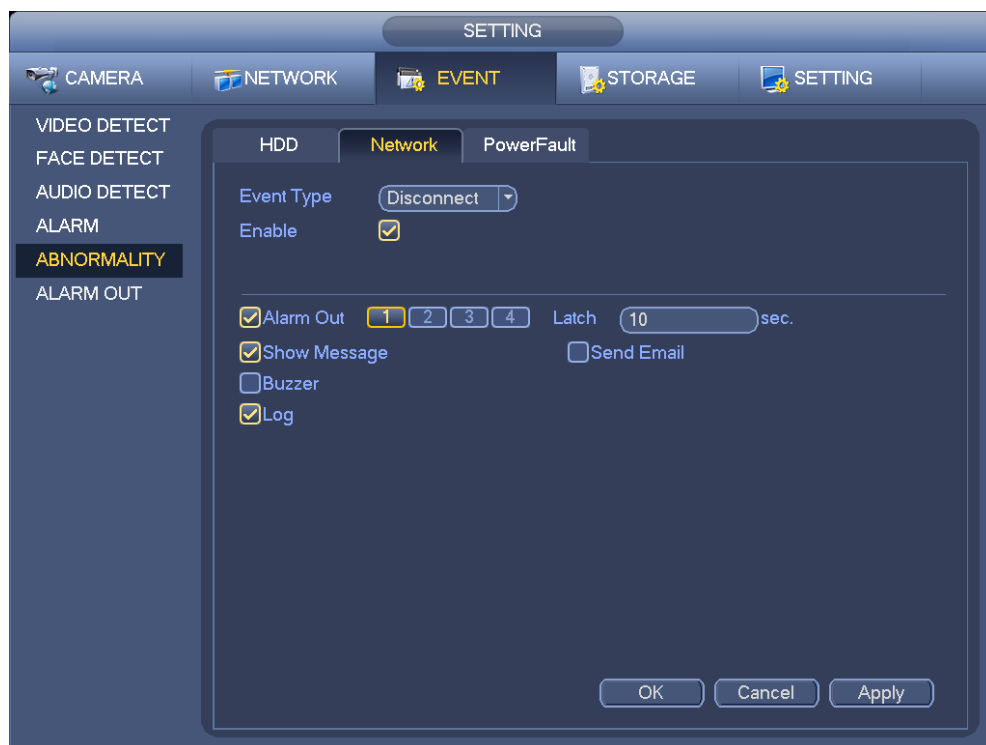 SETTING
CAMERA NETWORK EVENT STORAGE SETTING
VIDEO DETECT
FACE DETECT
AUDIO DETECT
ALARM
ABNORMALITY
ALARM OUT
HDD Network PowerFault
Event Type Disconnect
Enable
Alarm Out 1 2 3 4 Latch 10 sec.
Show Message Send Email
Buzzer
Log
OK Cancel Apply